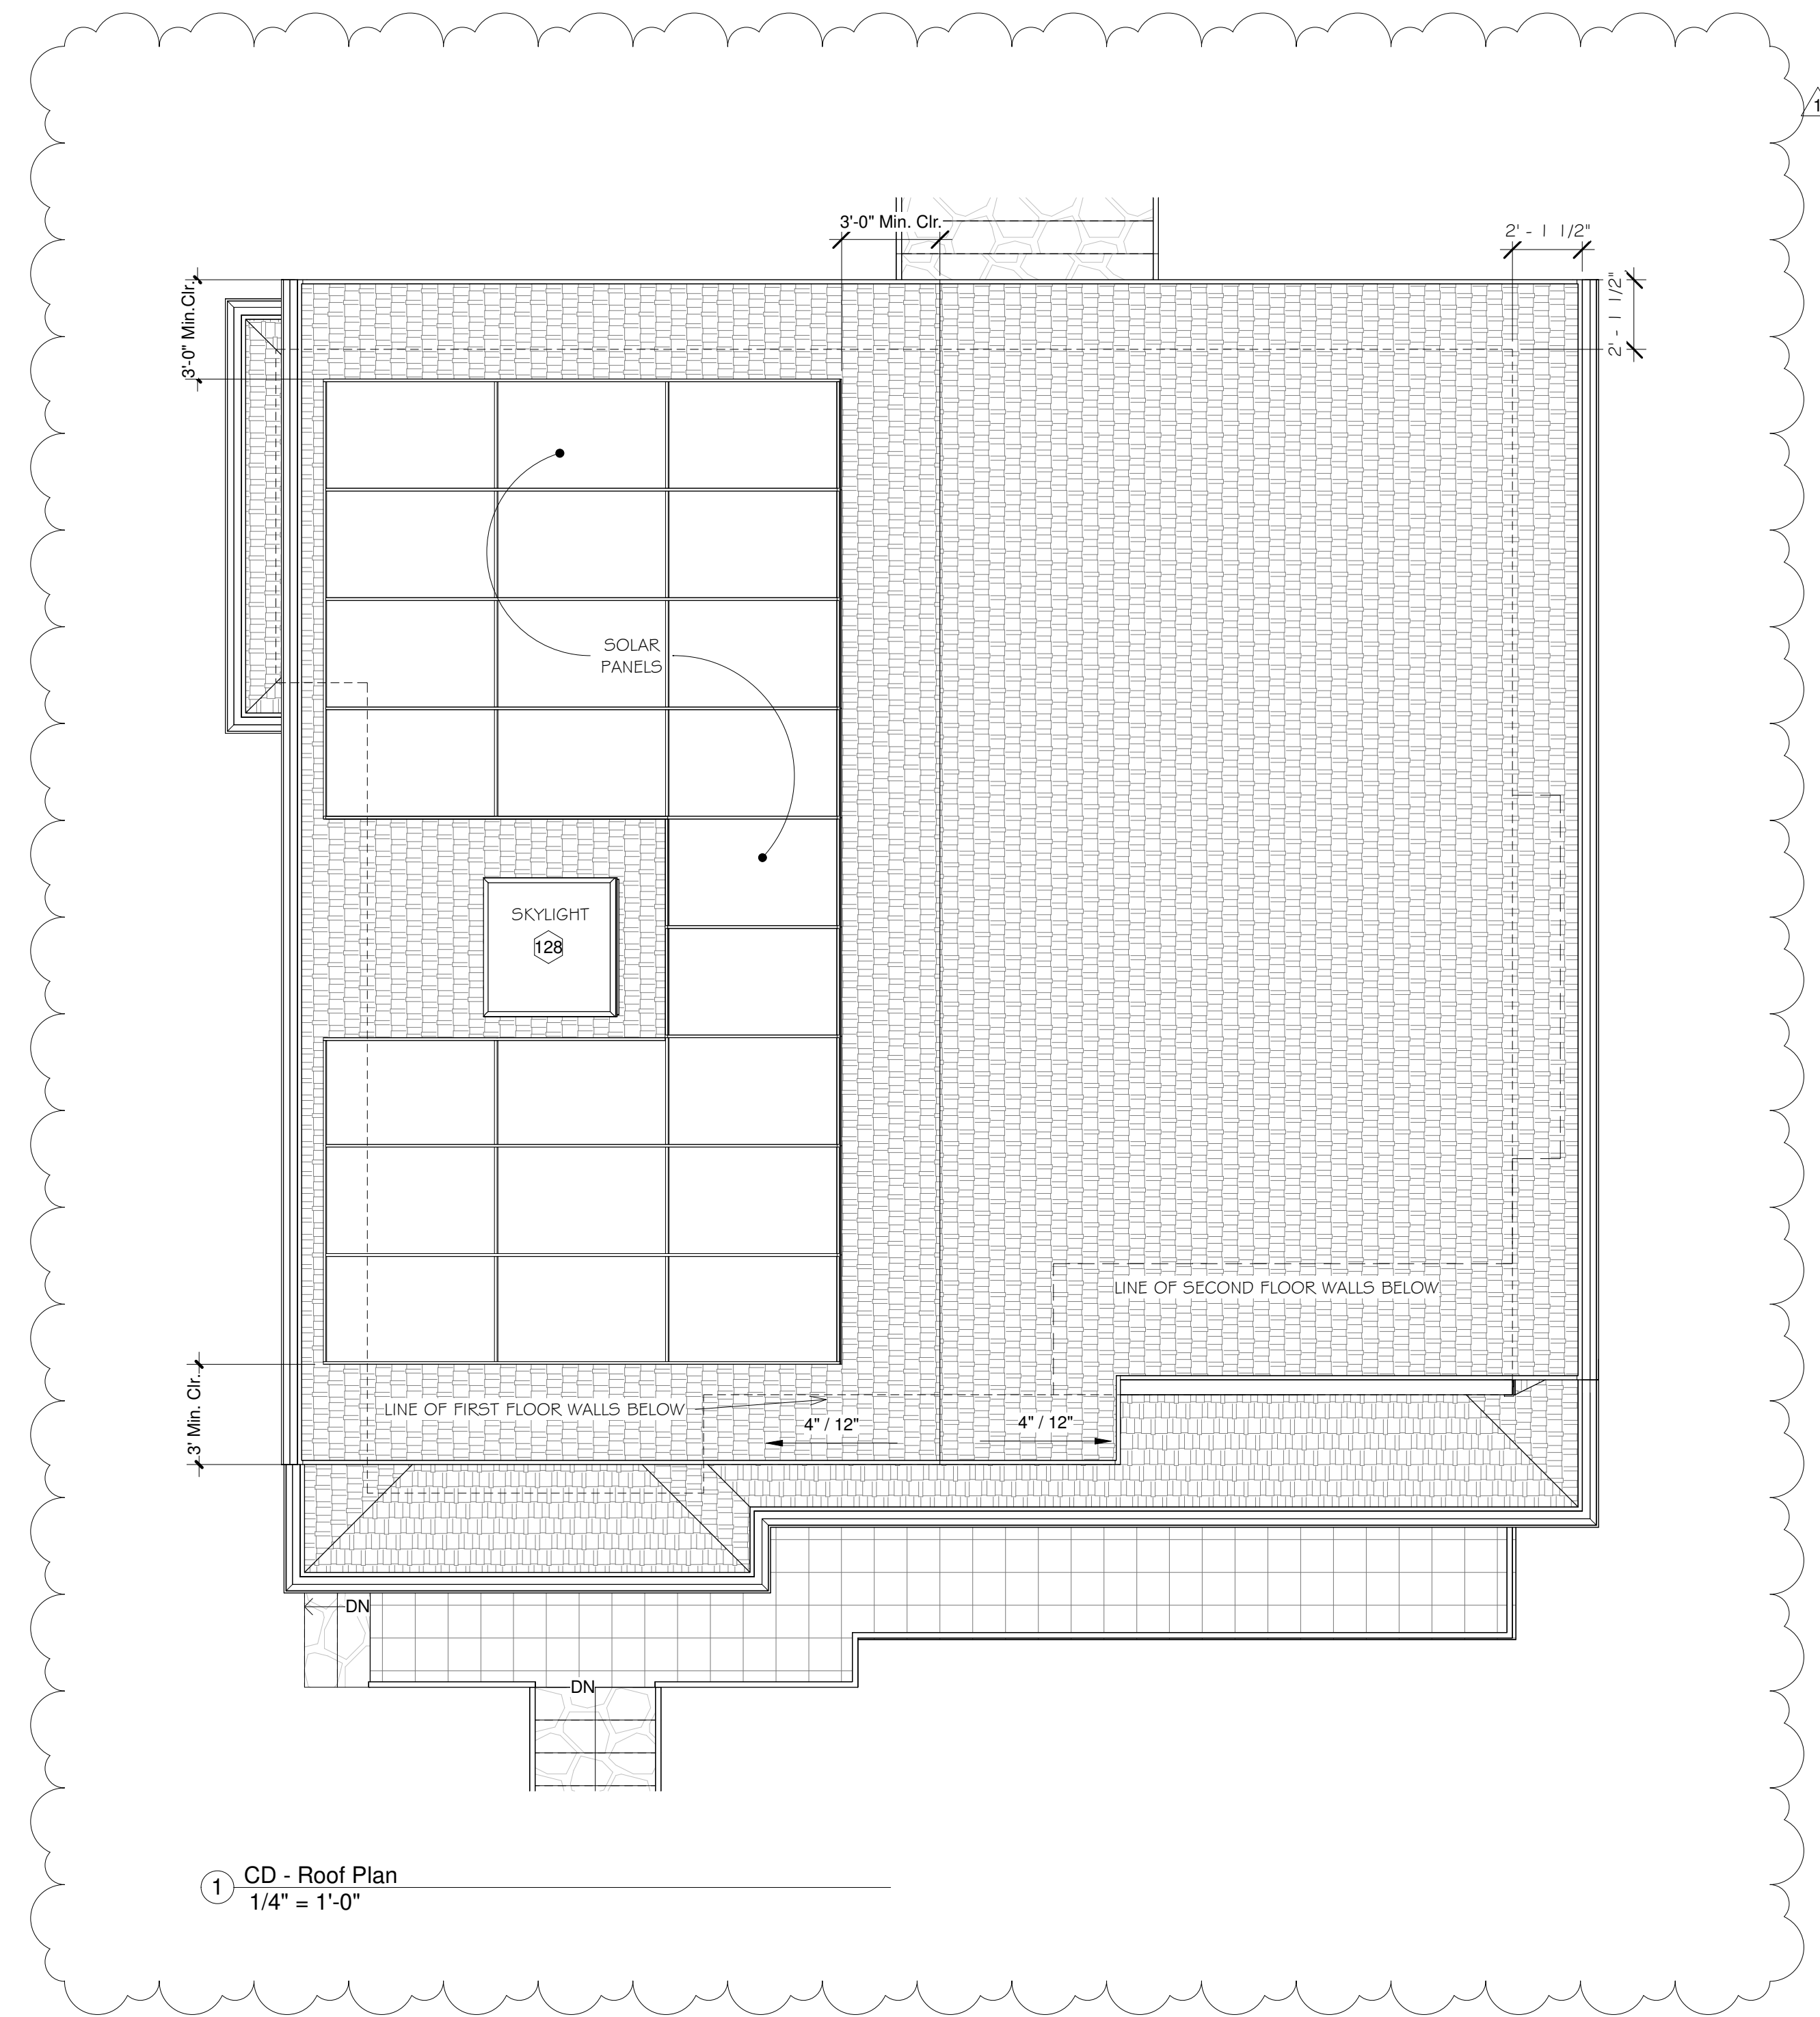 1
3'-0" Min. Clr.
2' - 1 1/2"
2' - 1 1/2"
3'-0" Min.Clr.
SOLAR
PANELS
SKYLIGHT
128
LINE OF SECOND FLOOR WALLS BELOW
3' Min. Clr.
LINE OF FIRST FLOOR WALLS BELOW
4" / 12"
4" / 12"
DN
DN
1
CD - Roof Plan
1/4" = 1'-0"